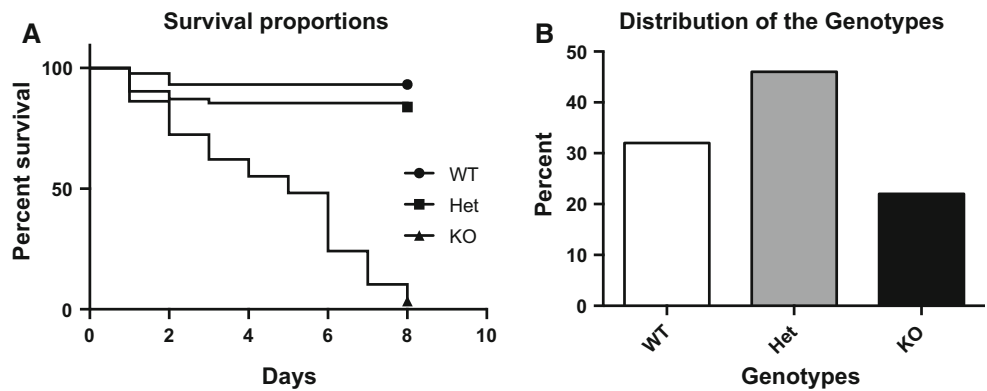 A
Survival proportions
100
50
0
Percent survival
0 2 4 6 8 10
Days
WT
Het
KO
B
Distribution of the Genotypes
50
40
30
20
10
0
Percent
WT Het KO
Genotypes